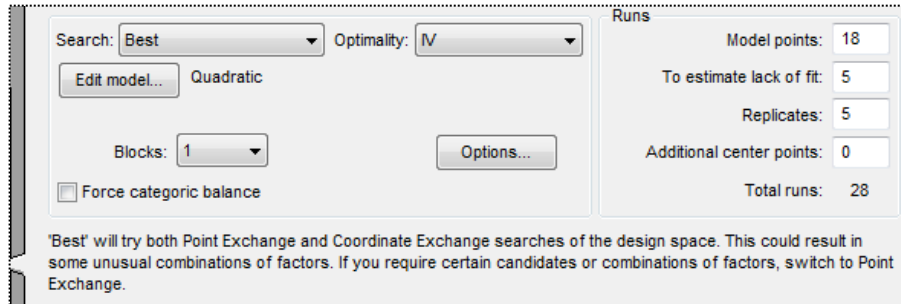 Runs
Search: Best Optimality: IV Model points: 18
Edit model... Quadratic To estimate lack of fit: 5
Replicates: 5
Blocks: 1 Options... Additional center points: 0
Force categoric balance Total runs: 28
'Best' will try both Point Exchange and Coordinate Exchange searches of the design space. This could result in
some unusual combinations of factors. If you require certain candidates or combinations of factors, switch to Point
Exchange.